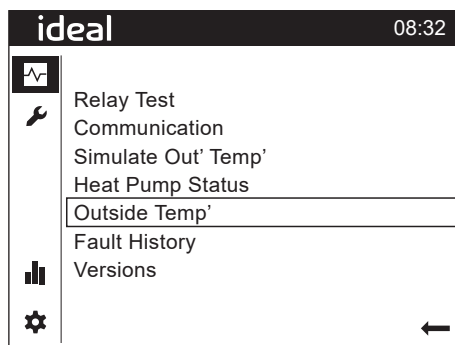 ideal 08:32
Relay Test
Communication
Simulate Out’ Temp’
Heat Pump Status
Outside Temp’
Fault History
Versions